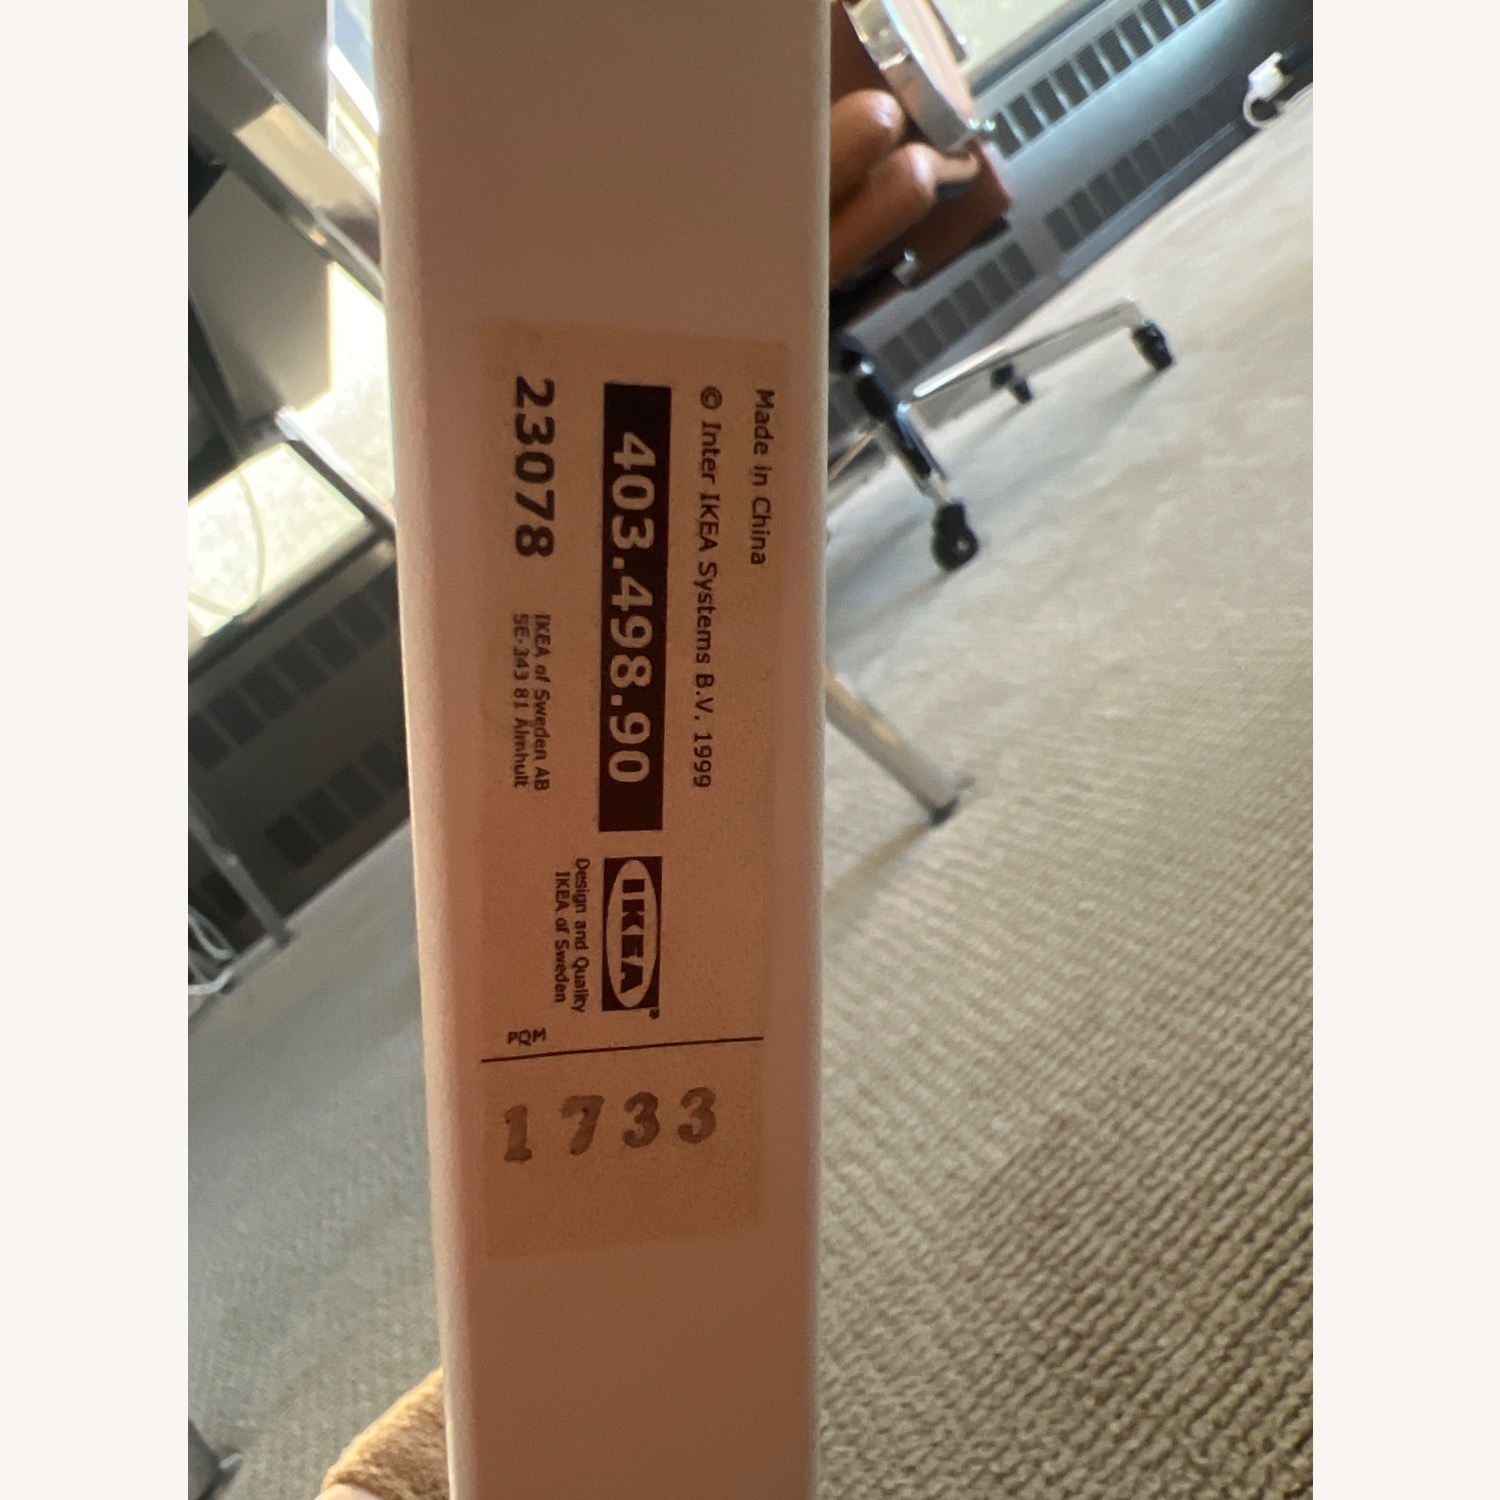 Made in China
© Inter IKEA Systems B.V. 1999
403.498.90
IKEA®
Design and Quality
IKEA of Sweden
23078
IKEA of Sweden AB
SE-343 81 Älmhult
PQM
1733